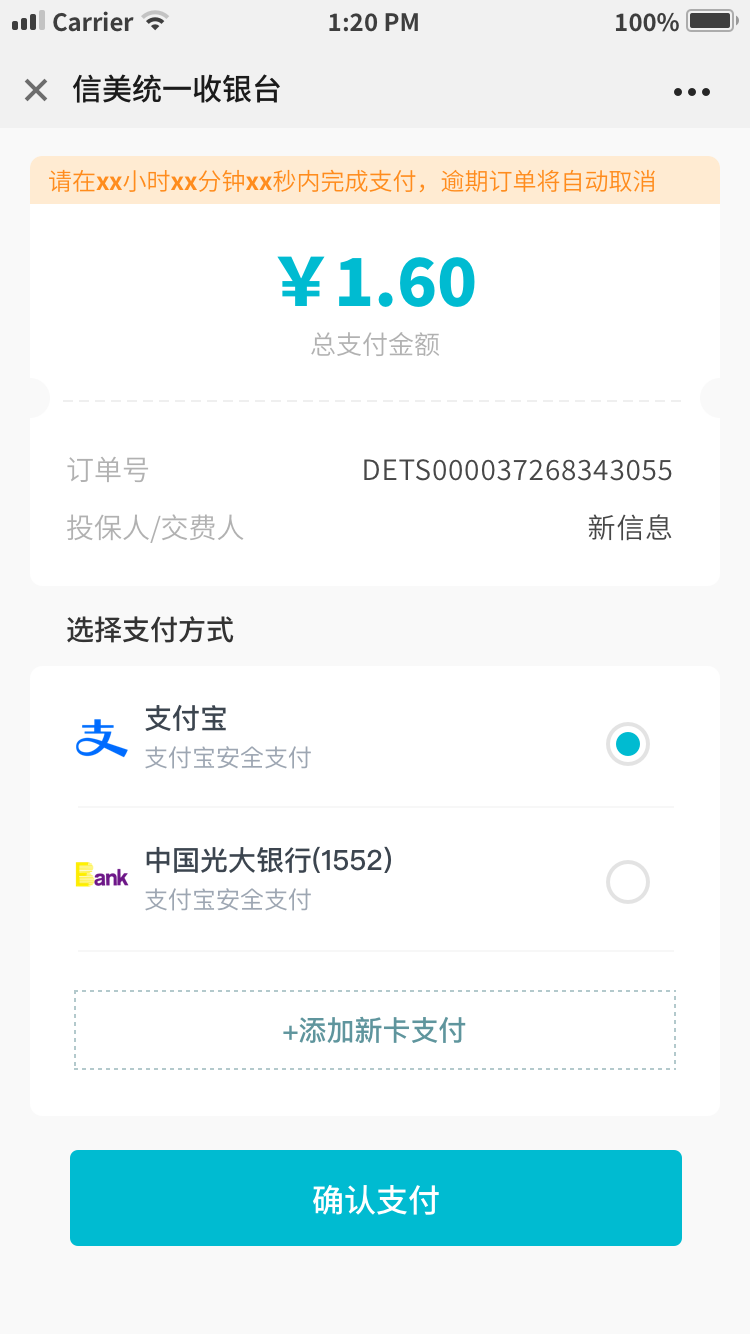 Carrier 1:20 PM 100%
信美统一收银台
请在xx小时xx分钟xx秒内完成支付，逾期订单将自动取消
￥1.60
总支付金额
订单号 DETS000037268343055
投保人/交费人 新信息
选择支付方式
支 支付宝
支付宝安全支付
Bank 中国光大银行(1552)
支付宝安全支付
+添加新卡支付
确认支付